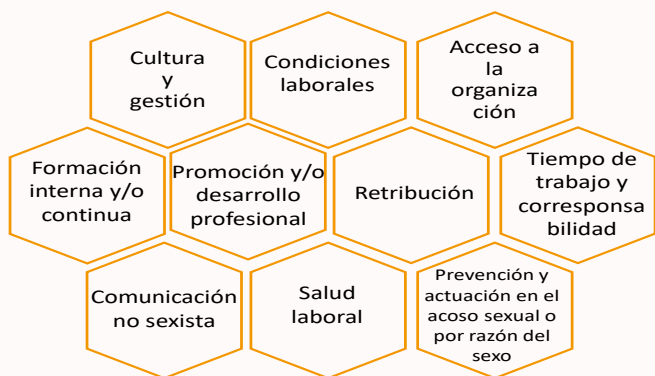 Cultura
y
gestión
Condiciones
laborales
Acceso a
la
organiza
ción
Formación
interna y/o
continua
Promoción y/o
desarrollo
profesional
Retribución
Tiempo de
trabajo y
corresponsa
bilidad
Comunicación
no sexista
Salud
laboral
Prevención y
actuación en el
acoso sexual o
por razón del
sexo